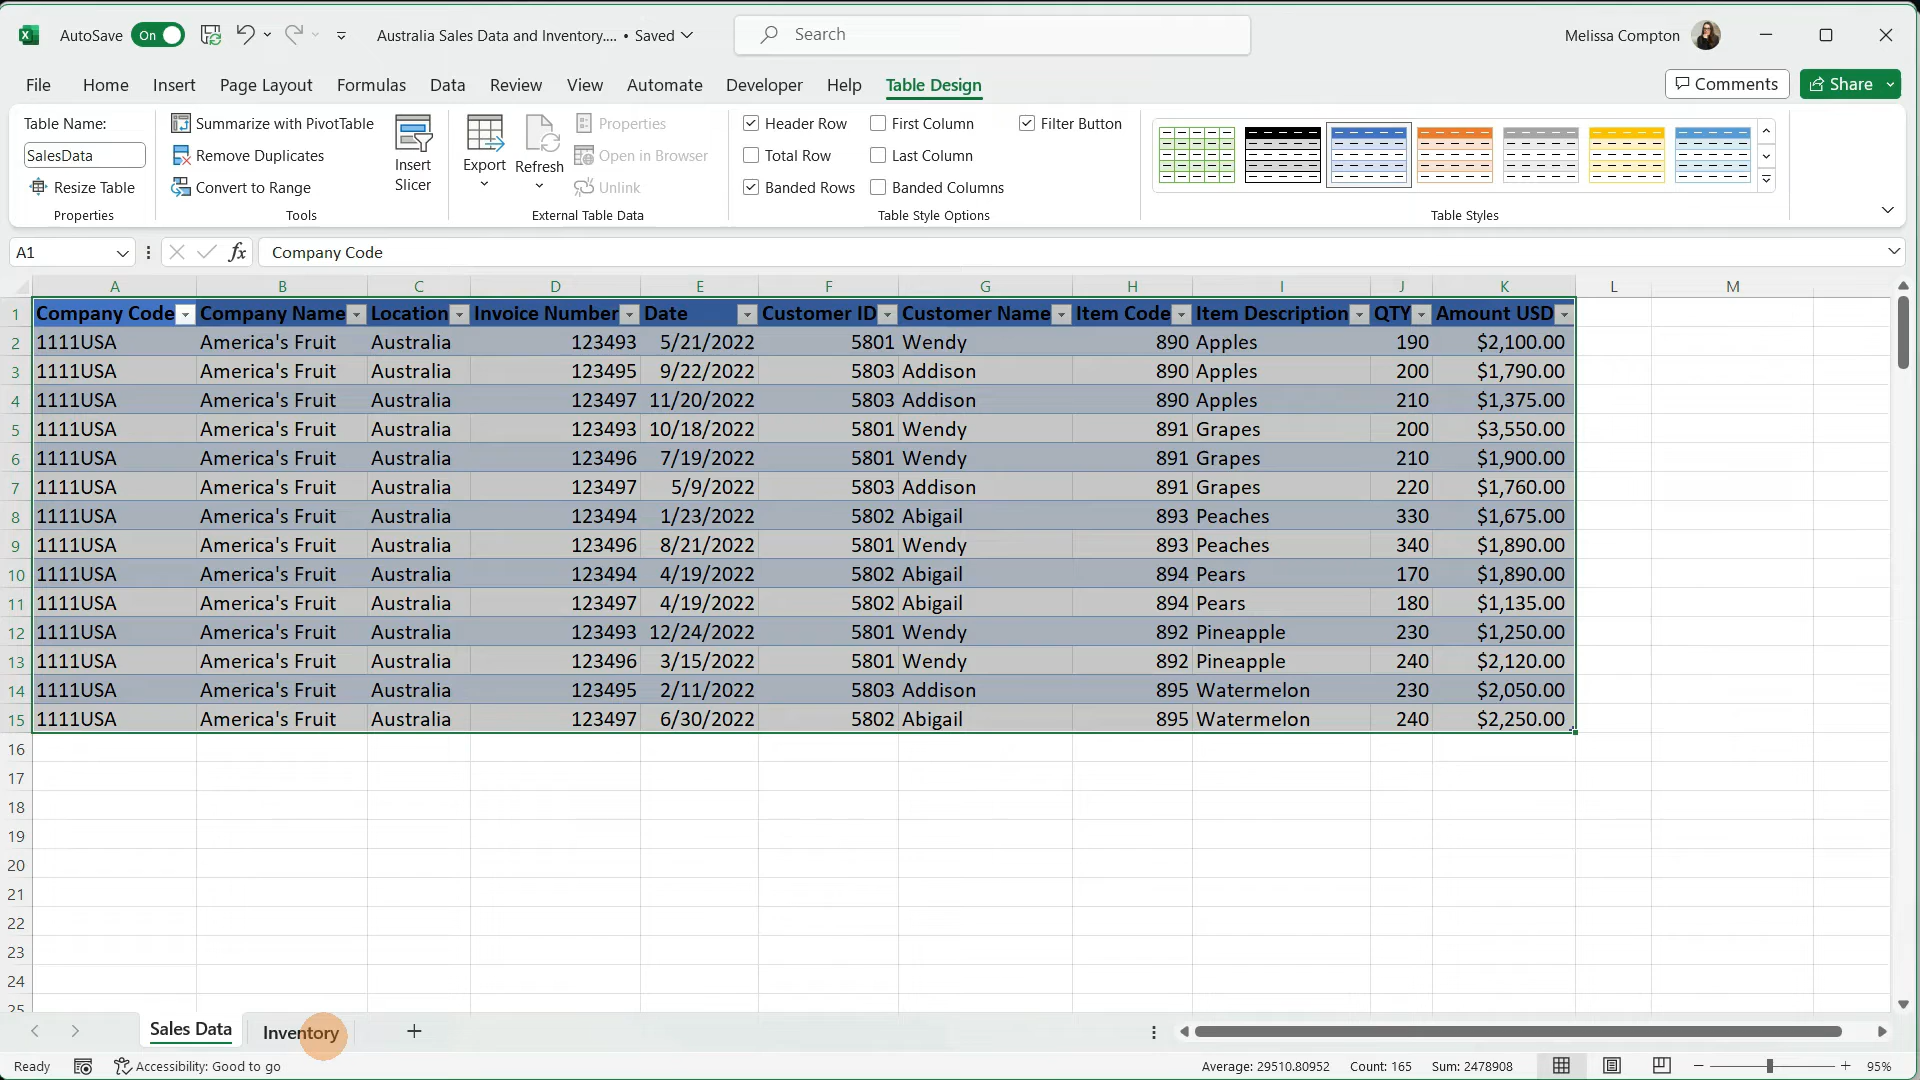 AutoSave On Australia Sales Data and Inventory.... • Saved Search Melissa Compton
File Home Insert Page Layout Formulas Data Review View Automate Developer Help Table Design Comments Share
Table Name:
SalesData
Resize Table
Properties
Summarize with PivotTable
Remove Duplicates
Convert to Range
Tools
Insert
Slicer
Export
Refresh
Properties
Open in Browser
Unlink
External Table Data
Header Row First Column Filter Button
Total Row Last Column
Banded Rows Banded Columns
Table Style Options
Table Styles
A1 fx Company Code
A B C D E F G H I J K L M
1 Company Code Company Name Location Invoice Number Date Customer ID Customer Name Item Code Item Description QTY Amount USD
2 1111USA America's Fruit Australia 123493 5/21/2022 5801 Wendy 890 Apples 190 $2,100.00
3 1111USA America's Fruit Australia 123495 9/22/2022 5803 Addison 890 Apples 200 $1,790.00
4 1111USA America's Fruit Australia 123497 11/20/2022 5803 Addison 890 Apples 210 $1,375.00
5 1111USA America's Fruit Australia 123493 10/18/2022 5801 Wendy 891 Grapes 200 $3,550.00
6 1111USA America's Fruit Australia 123496 7/19/2022 5801 Wendy 891 Grapes 210 $1,900.00
7 1111USA America's Fruit Australia 123497 5/9/2022 5803 Addison 891 Grapes 220 $1,760.00
8 1111USA America's Fruit Australia 123494 1/23/2022 5802 Abigail 893 Peaches 330 $1,675.00
9 1111USA America's Fruit Australia 123496 8/21/2022 5801 Wendy 893 Peaches 340 $1,890.00
10 1111USA America's Fruit Australia 123494 4/19/2022 5802 Abigail 894 Pears 170 $1,890.00
11 1111USA America's Fruit Australia 123497 4/19/2022 5802 Abigail 894 Pears 180 $1,135.00
12 1111USA America's Fruit Australia 123493 12/24/2022 5801 Wendy 892 Pineapple 230 $1,250.00
13 1111USA America's Fruit Australia 123496 3/15/2022 5801 Wendy 892 Pineapple 240 $2,120.00
14 1111USA America's Fruit Australia 123495 2/11/2022 5803 Addison 895 Watermelon 230 $2,050.00
15 1111USA America's Fruit Australia 123497 6/30/2022 5802 Abigail 895 Watermelon 240 $2,250.00
16
17
18
19
20
21
22
23
24
25
Sales Data Inventory
Ready Accessibility: Good to go Average: 29510.80952 Count: 165 Sum: 2478908 95%